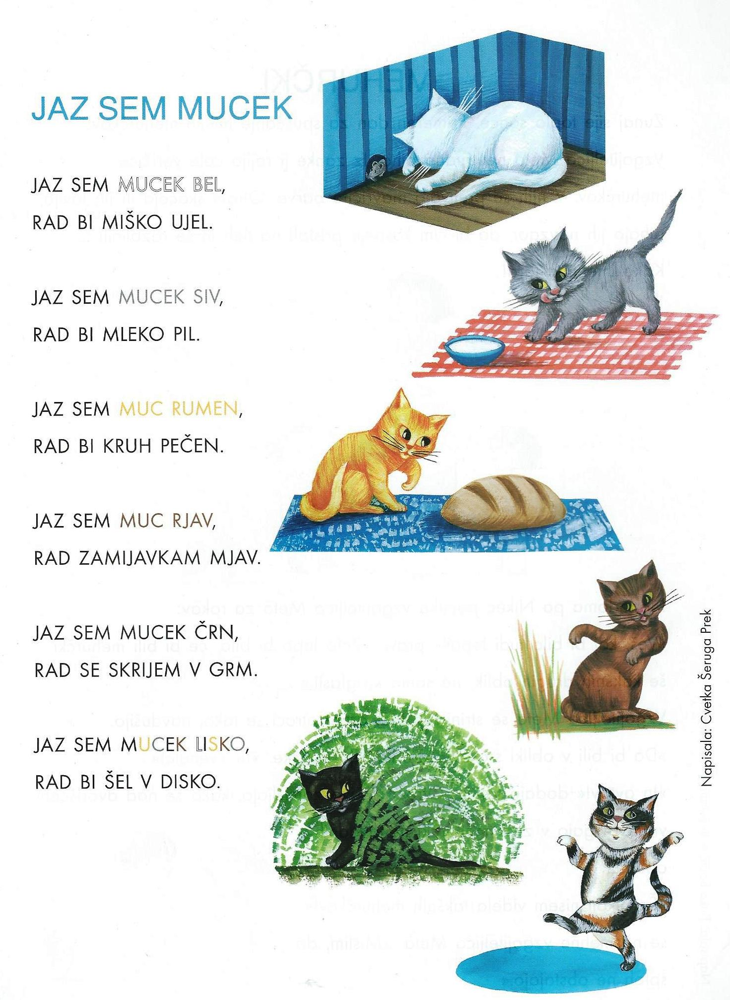 JAZ SEM MUCEK
JAZ SEM MUCEK BEL,
RAD BI MIŠKO UJEL.
JAZ SEM MUCEK SIV,
RAD BI MLEKO PIL.
JAZ SEM MUC RUMEN,
RAD BI KRUH PEČEN.
JAZ SEM MUC RJAV,
RAD ZAMIJAVKAM MJAV.
JAZ SEM MUCEK ČRN,
RAD SE SKRIJEM V GRM.
JAZ SEM MUCEK LISKO,
RAD BI ŠEL V DISKO.
Napisala: Cvetka Šeruga Prek